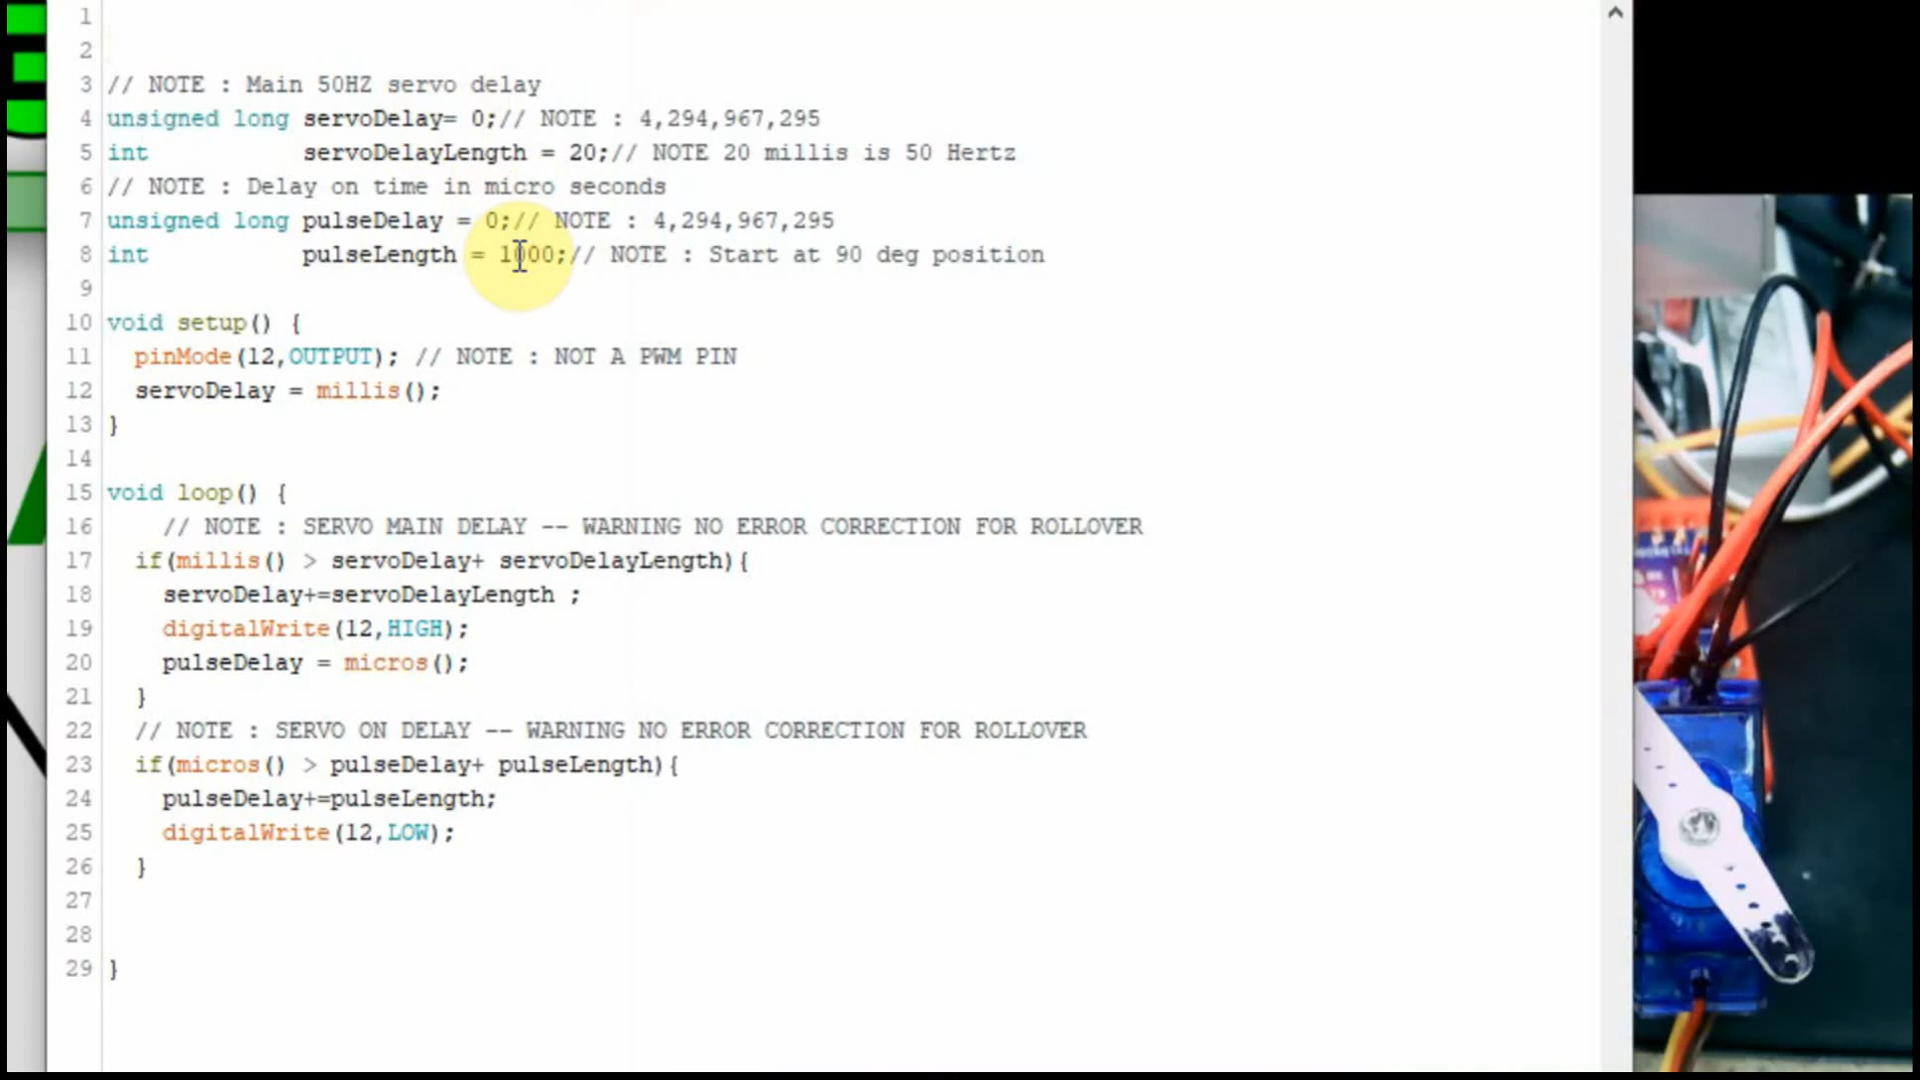 1
2
3 // NOTE : Main 50HZ servo delay
4 unsigned long servoDelay= 0;// NOTE : 4,294,967,295
5 int           servoDelayLength = 20;// NOTE 20 millis is 50 Hertz
6 // NOTE : Delay on time in micro seconds
7 unsigned long pulseDelay = 0;// NOTE : 4,294,967,295
8 int           pulseLength = 1000;// NOTE : Start at 90 deg position
9
10 void setup() {
11   pinMode(12,OUTPUT); // NOTE : NOT A PWM PIN
12   servoDelay = millis();
13 }
14
15 void loop() {
16     // NOTE : SERVO MAIN DELAY -- WARNING NO ERROR CORRECTION FOR ROLLOVER
17   if(millis() > servoDelay+ servoDelayLength){
18     servoDelay+=servoDelayLength ;
19     digitalWrite(12,HIGH);
20     pulseDelay = micros();
21   }
22   // NOTE : SERVO ON DELAY -- WARNING NO ERROR CORRECTION FOR ROLLOVER
23   if(micros() > pulseDelay+ pulseLength){
24     pulseDelay+=pulseLength;
25     digitalWrite(12,LOW);
26   }
27
28
29 }